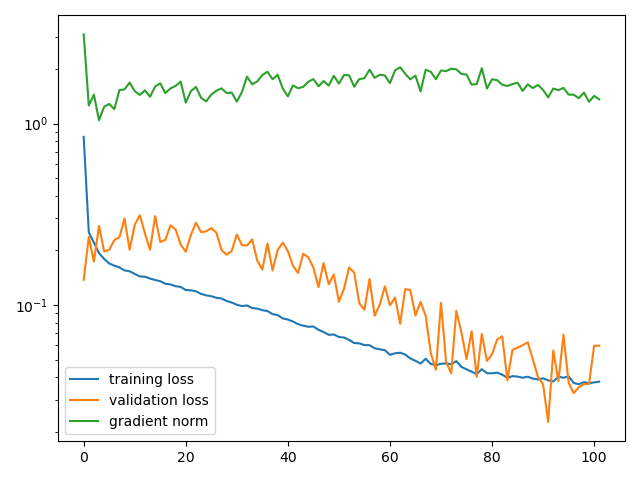 10⁰
10⁻¹
training loss
validation loss
gradient norm
0 20 40 60 80 100